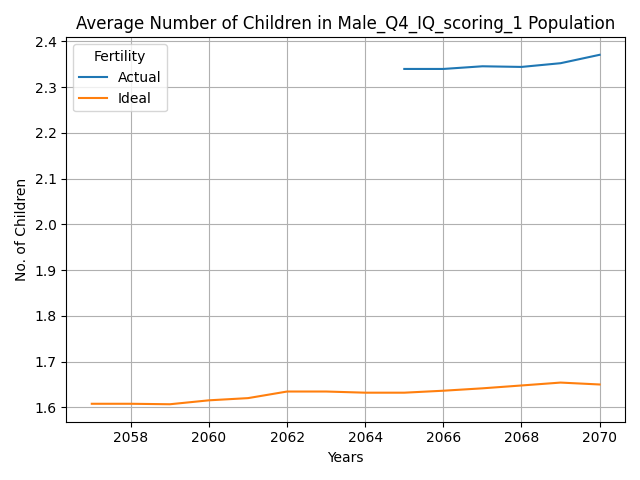 Average Number of Children in Male_Q4_IQ_scoring_1 Population
Fertility
Actual
Ideal
No. of Children
2.4
2.3
2.2
2.1
2.0
1.9
1.8
1.7
1.6
2058 2060 2062 2064 2066 2068 2070
Years